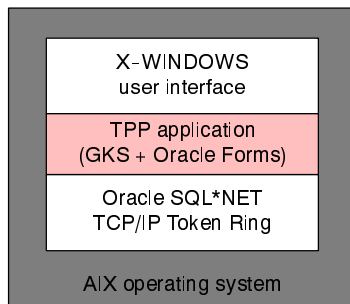 X-WINDOWS
user interface
TPP application
(GKS + Oracle Forms)
Oracle SQL*NET
TCP/IP Token Ring
AIX operating system